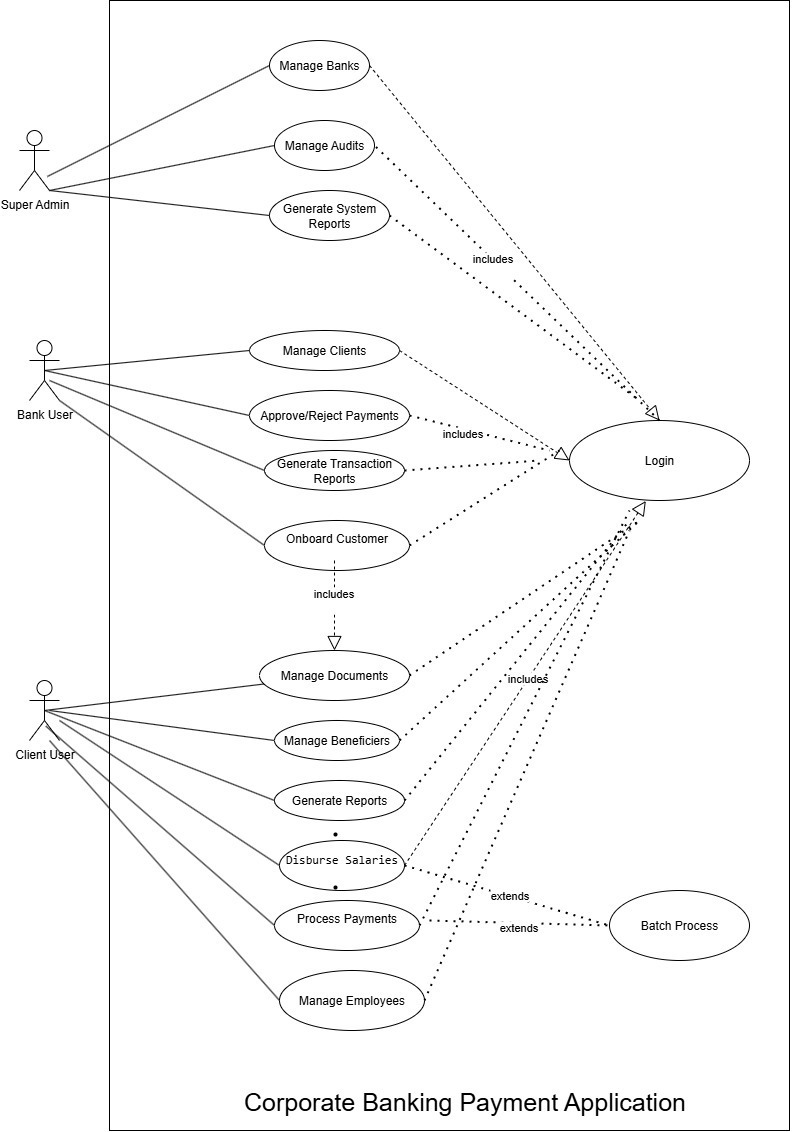 Manage Banks
Manage Audits
Super Admin
Generate System
Reports
includes
Manage Clients
Bank User
Approve/Reject Payments
includes
Generate Transaction
Reports
Login
Onboard Customer
includes
Manage Documents
includes
Client User
Manage Beneficiers
Generate Reports
Disburse Salaries
extends
Process Payments
extends
Batch Process
Manage Employees
Corporate Banking Payment Application